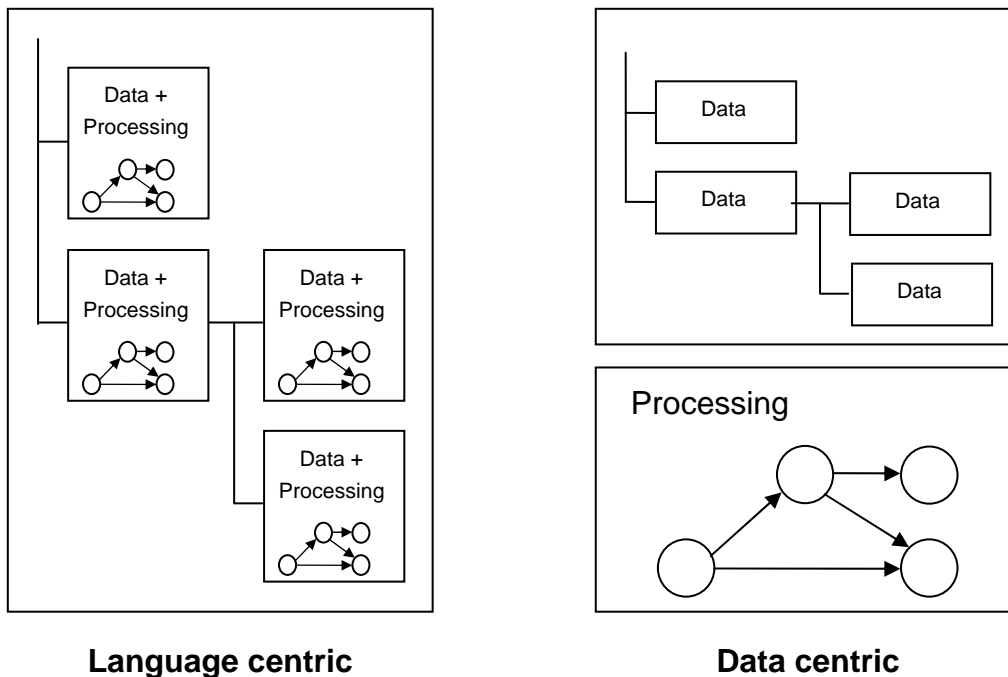 Data +
Processing
Data +
Processing
Data +
Processing
Data +
Processing
Language centric
Data
Data
Data
Data
Processing
Data centric